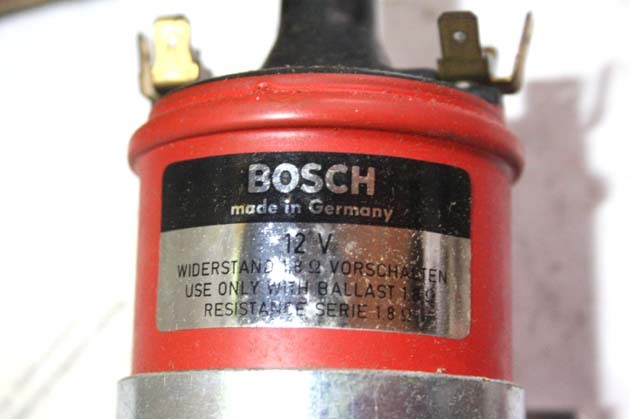 BOSCH
made in Germany
12 V
WIDERSTAND 1.8 Ω VORSCHALTEN
USE ONLY WITH BALLAST 1.8 Ω
RESISTANCE SERIE 1.8 Ω